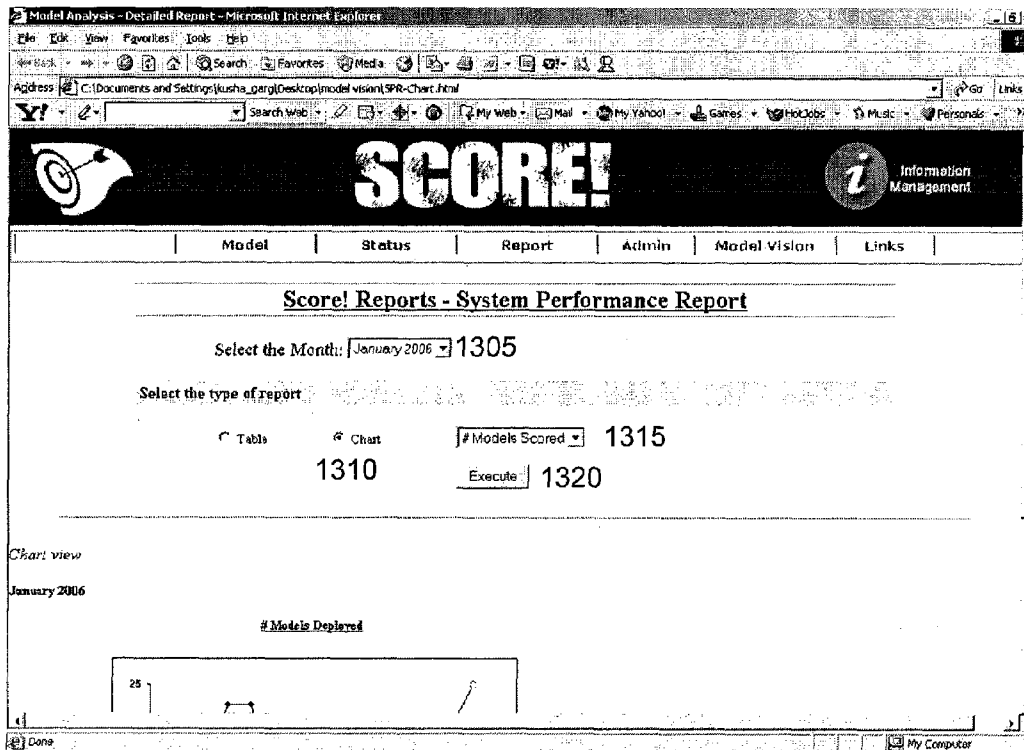 Model Analysis - Detailed Report - Microsoft Internet Explorer
File Edit View Favorites Tools Help
Back Search Favorites Media
Address C:\Documents and Settings\kusha_garg\Desktop\model vision\SPR-Chart.html Go Links
Y! Search Web My Web Mail My Yahoo! Games HotJobs Music Personals
SCORE!
i Information
Management
Model Status Report Admin Model Vision Links
Score! Reports - System Performance Report
Select the Month: January 2006 1305
Select the type of report
Table Chart # Models Scored 1315
1310 Execute 1320
Chart view
January 2006
# Models Deployed
25
Done My Computer